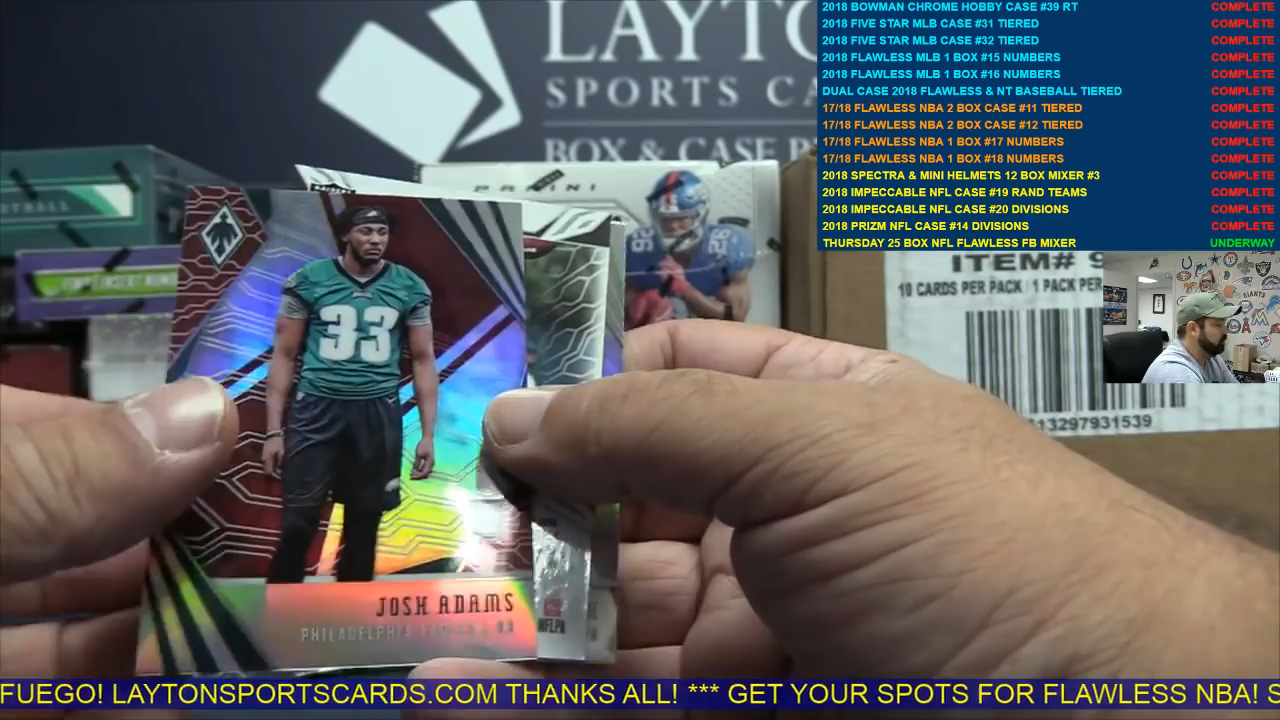 LAYTO
SPORTS CA
BOX & CASE
PANINI
2018 BOWMAN CHROME HOBBY CASE #39 RT COMPLETE
2018 FIVE STAR MLB CASE #31 TIERED COMPLETE
2018 FIVE STAR MLB CASE #32 TIERED COMPLETE
2018 FLAWLESS MLB 1 BOX #15 NUMBERS COMPLETE
2018 FLAWLESS MLB 1 BOX #16 NUMBERS COMPLETE
DUAL CASE 2018 FLAWLESS & NT BASEBALL TIERED COMPLETE
17/18 FLAWLESS NBA 2 BOX CASE #11 TIERED COMPLETE
17/18 FLAWLESS NBA 2 BOX CASE #12 TIERED COMPLETE
17/18 FLAWLESS NBA 1 BOX #17 NUMBERS COMPLETE
17/18 FLAWLESS NBA 1 BOX #18 NUMBERS COMPLETE
2018 SPECTRA & MINI HELMETS 12 BOX MIXER #3 COMPLETE
2018 IMPECCABLE NFL CASE #19 RAND TEAMS COMPLETE
2018 IMPECCABLE NFL CASE #20 DIVISIONS COMPLETE
2018 PRIZM NFL CASE #14 DIVISIONS COMPLETE
THURSDAY 25 BOX NFL FLAWLESS FB MIXER UNDERWAY
ITEM# 9
10 CARDS PER PACK 1 PACK PER
13297931539
GIANTS
26 26
33
JOSH ADAMS
PHILADELPHIA
NFLPA
FUEGO! LAYTONSPORTSCARDS.COM THANKS ALL! *** GET YOUR SPOTS FOR FLAWLESS NBA! S